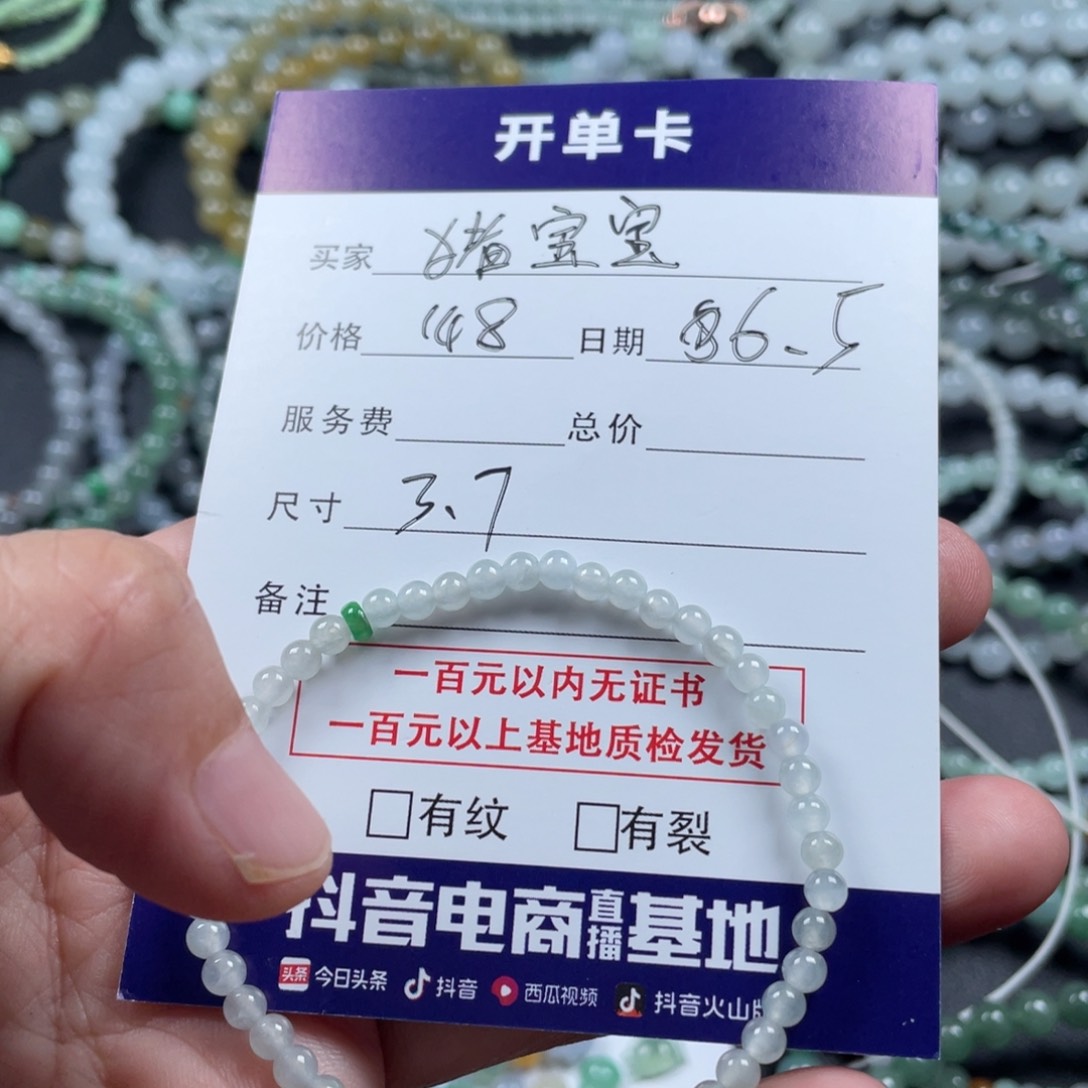 开单卡
买家 猪宝宝
价格 148 日期 6.5
服务费 总价
尺寸 3.7
备注
一百元以内无证书
一百元以上基地质检发货
有纹 有裂
抖音电商直播基地
头条 今日头条 抖音 西瓜视频 抖音火山版